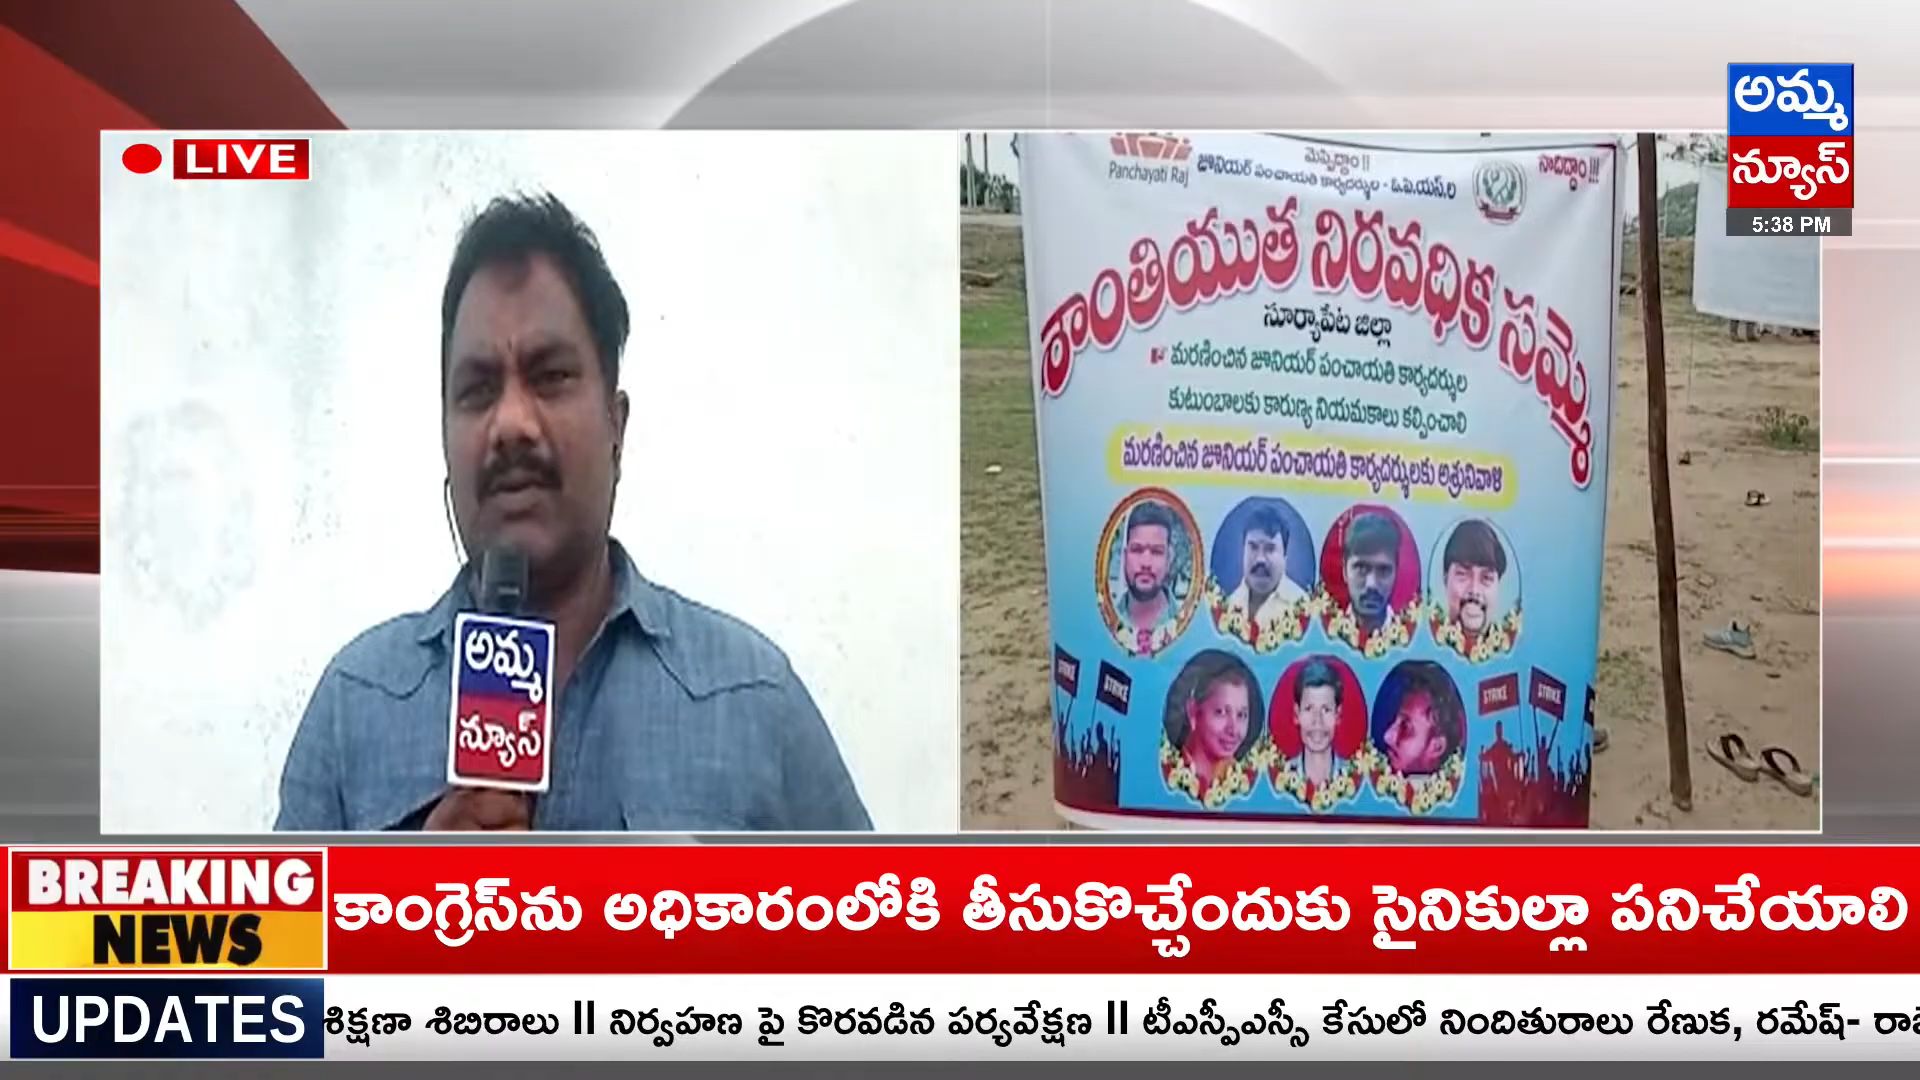 LIVE
అమ్మ
న్యూస్
5:38 PM
Panchayati Raj
మెప్పిద్దాం !!
సాదిద్దాం !!!
జూనియర్ పంచాయతి కార్యదర్శుల - ఓ.పి.యస్.ల
శాంతియుత నిరవధిక సమ్మె
సూర్యాపేట జిల్లా
మరణించిన జూనియర్ పంచాయతి కార్యదర్శుల
కుటుంబాలకు కారుణ్య నియమకాలు కల్పించాలి
మరణించిన జూనియర్ పంచాయతి కార్యదర్శులకు అశ్రునివాళి
STRIKE
STRIKE
STRIKE
STRIKE
అమ్మ
న్యూస్
BREAKING
NEWS
కాంగ్రెస్‌ను అధికారంలోకి తీసుకొచ్చేందుకు సైనికుల్లా పనిచేయాలి
UPDATES
శిక్షణా శిబిరాలు || నిర్వహణ పై కొరవడిన పర్యవేక్షణ || టీఎస్పీఎస్సీ కేసులో నిందితురాలు రేణుక, రమేష్-